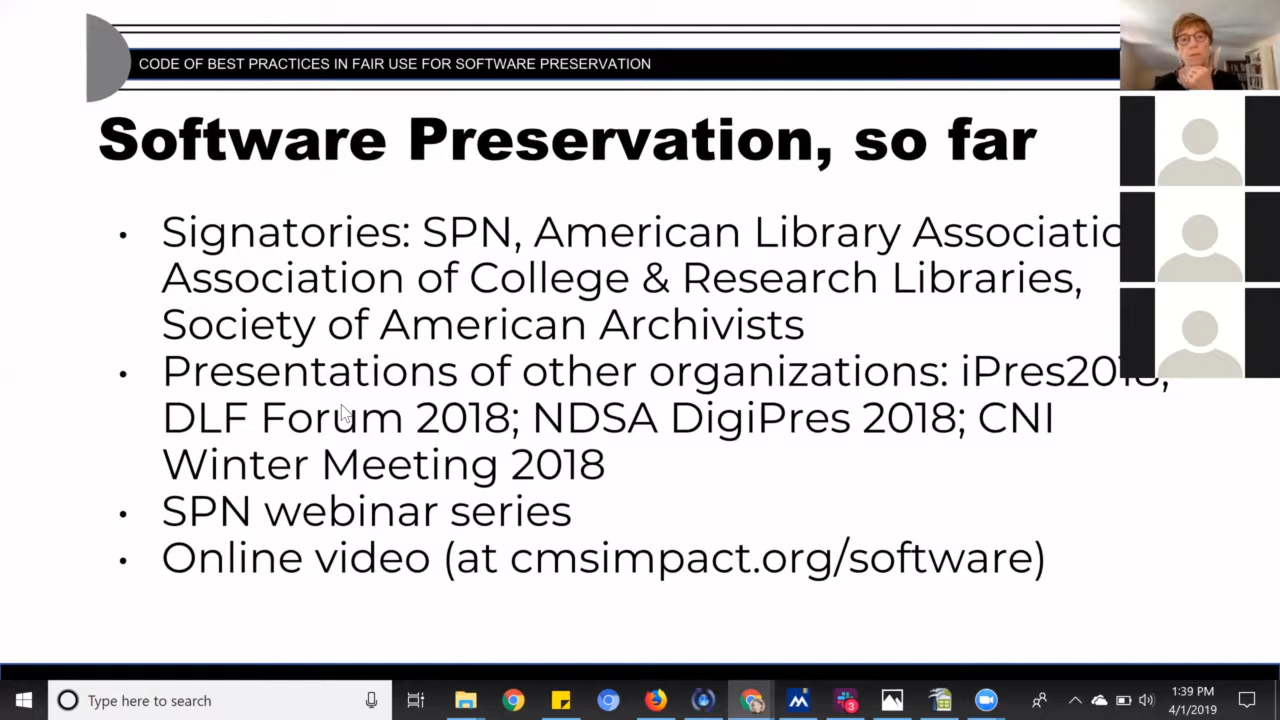 CODE OF BEST PRACTICES IN FAIR USE FOR SOFTWARE PRESERVATION
Software Preservation, so far
• Signatories: SPN, American Library Associatio
Association of College & Research Libraries,
Society of American Archivists
• Presentations of other organizations: iPres2018,
DLF Forum 2018; NDSA DigiPres 2018; CNI
Winter Meeting 2018
• SPN webinar series
• Online video (at cmsimpact.org/software)
Type here to search
3
1:39 PM
4/1/2019